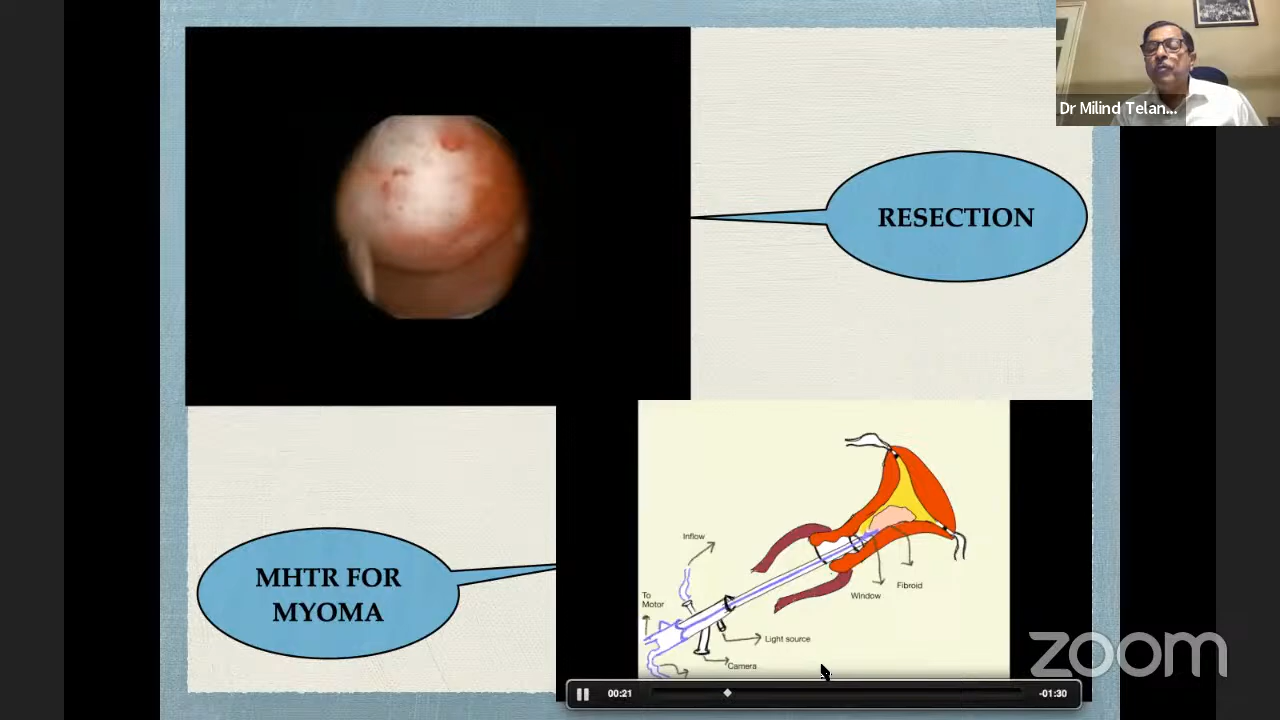 Dr Milind Telan...
RESECTION
MHTR FOR
MYOMA
Inflow
To
Motor
Fibroid
Window
Light source
Camera
00:21
-01:30
zoom